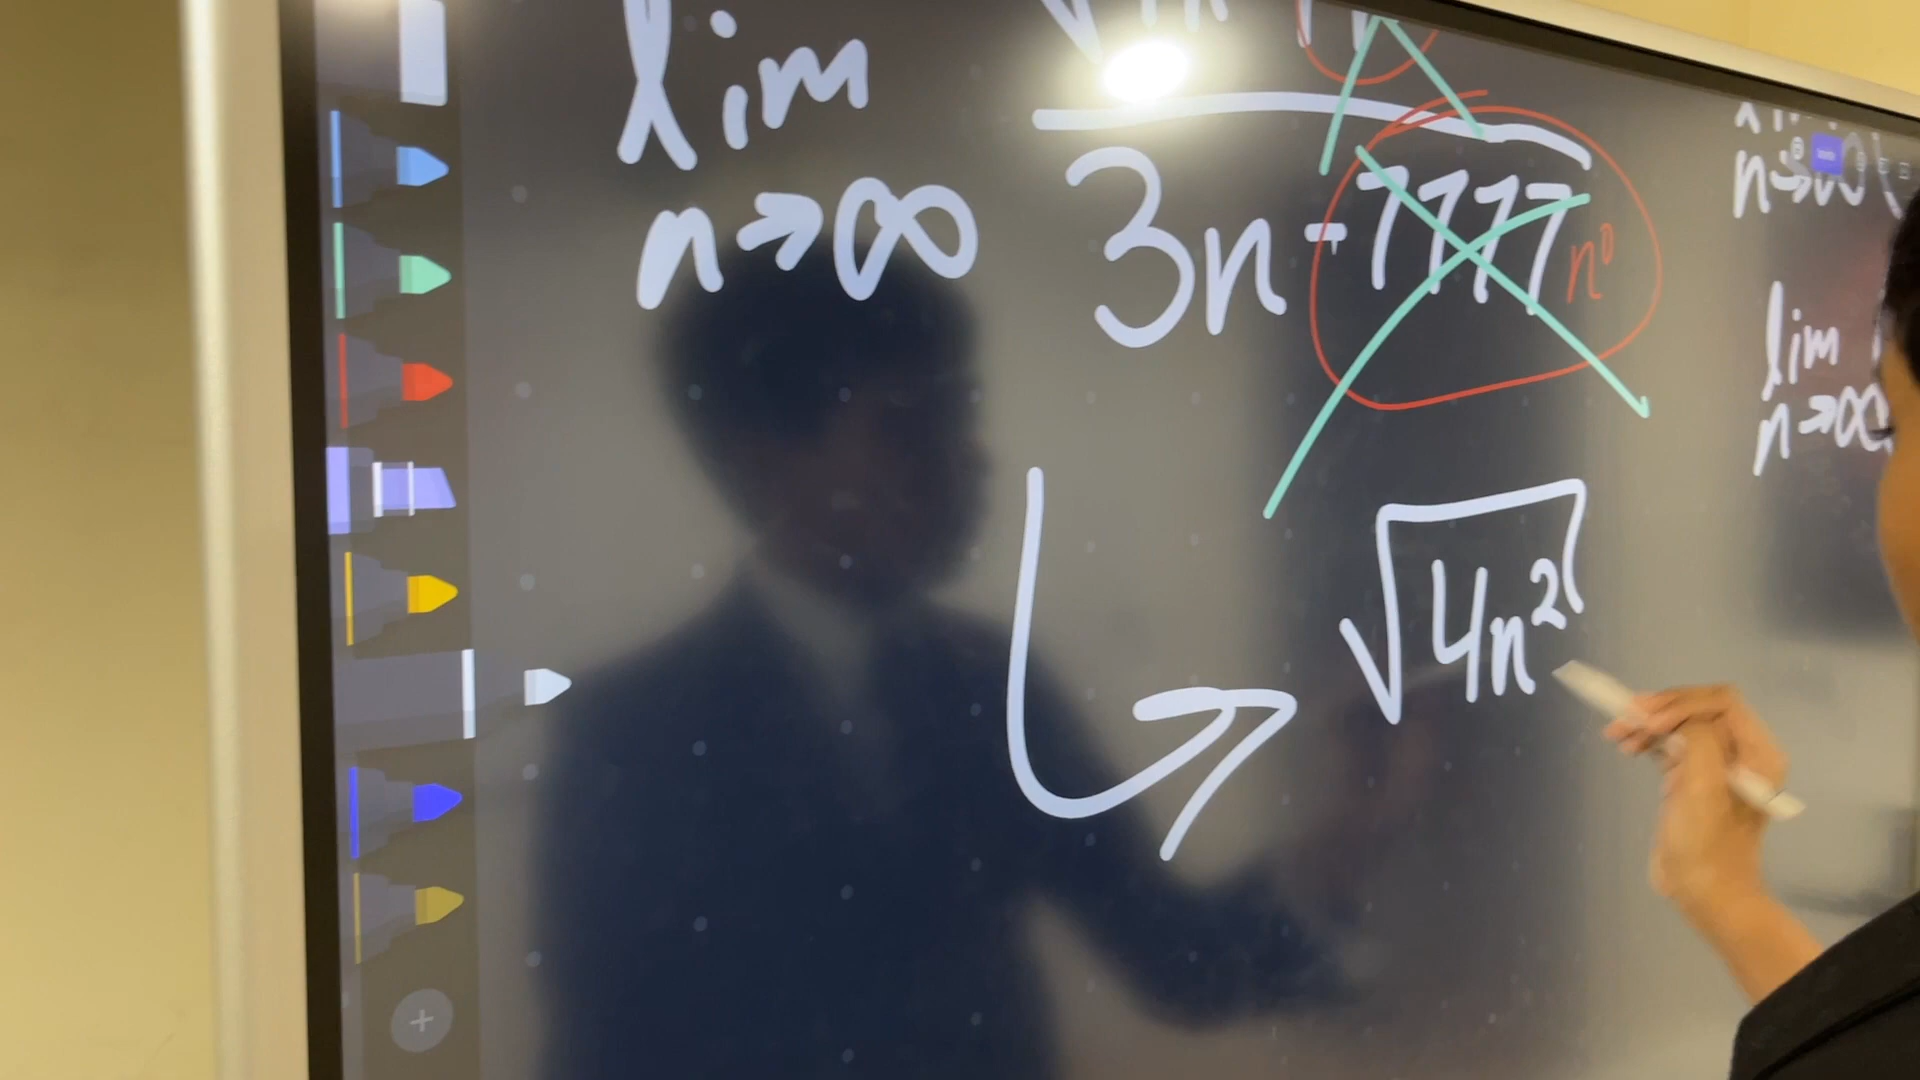 lim
n→∞
3n - 7777 n⁰
√4n²
n→∞
lim
n→∞